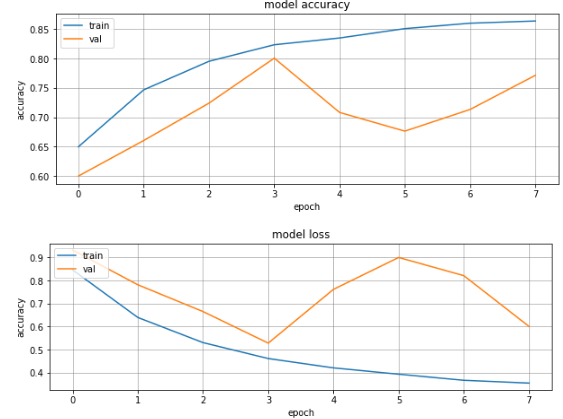 model accuracy
train
val
accuracy
0.85
0.80
0.75
0.70
0.65
0.60
0 1 2 3 4 5 6 7
epoch
model loss
train
val
accuracy
0.9
0.8
0.7
0.6
0.5
0.4
0 1 2 3 4 5 6 7
epoch